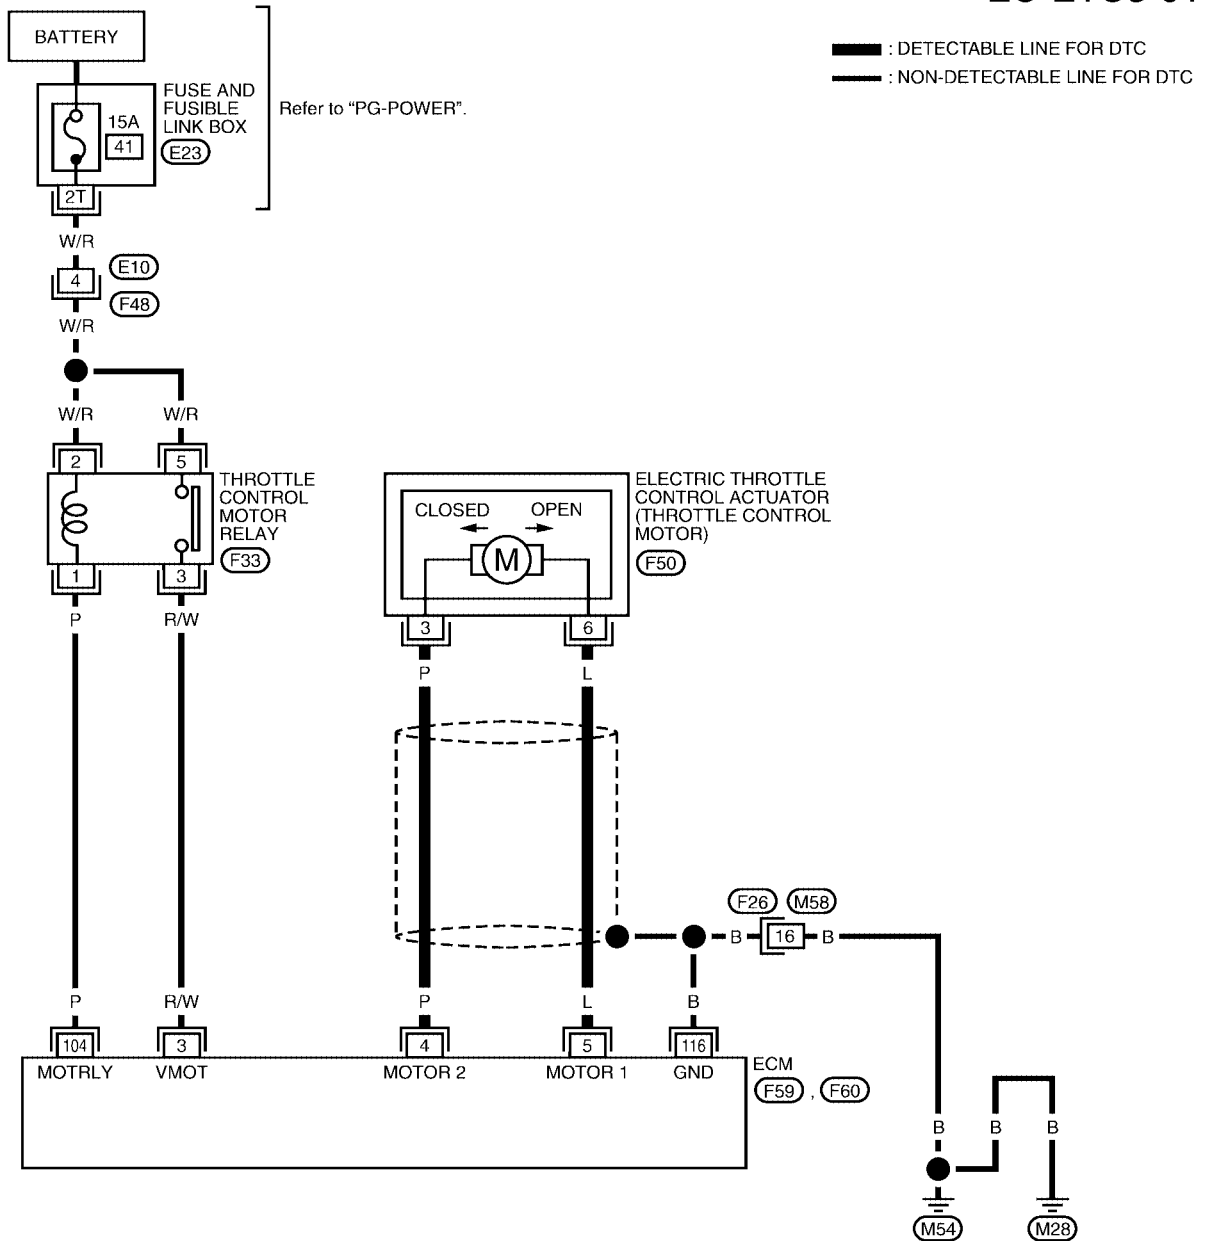 BATTERY
: DETECTABLE LINE FOR DTC
: NON-DETECTABLE LINE FOR DTC
FUSE AND
FUSIBLE
LINK BOX
E23
15A
41
Refer to “PG-POWER”.
2T
W/R
E10
4
F48
W/R
W/R
W/R
2
5
THROTTLE
CONTROL
MOTOR
RELAY
F33
1
3
P
R/W
CLOSED
OPEN
M
ELECTRIC THROTTLE
CONTROL ACTUATOR
(THROTTLE CONTROL
MOTOR)
F50
3
6
P
L
F26
M58
B
16
B
P
R/W
P
L
B
104
3
4
5
116
MOTRLY
VMOT
MOTOR 2
MOTOR 1
GND
ECM
F59 , F60
B
B
B
M54
M28